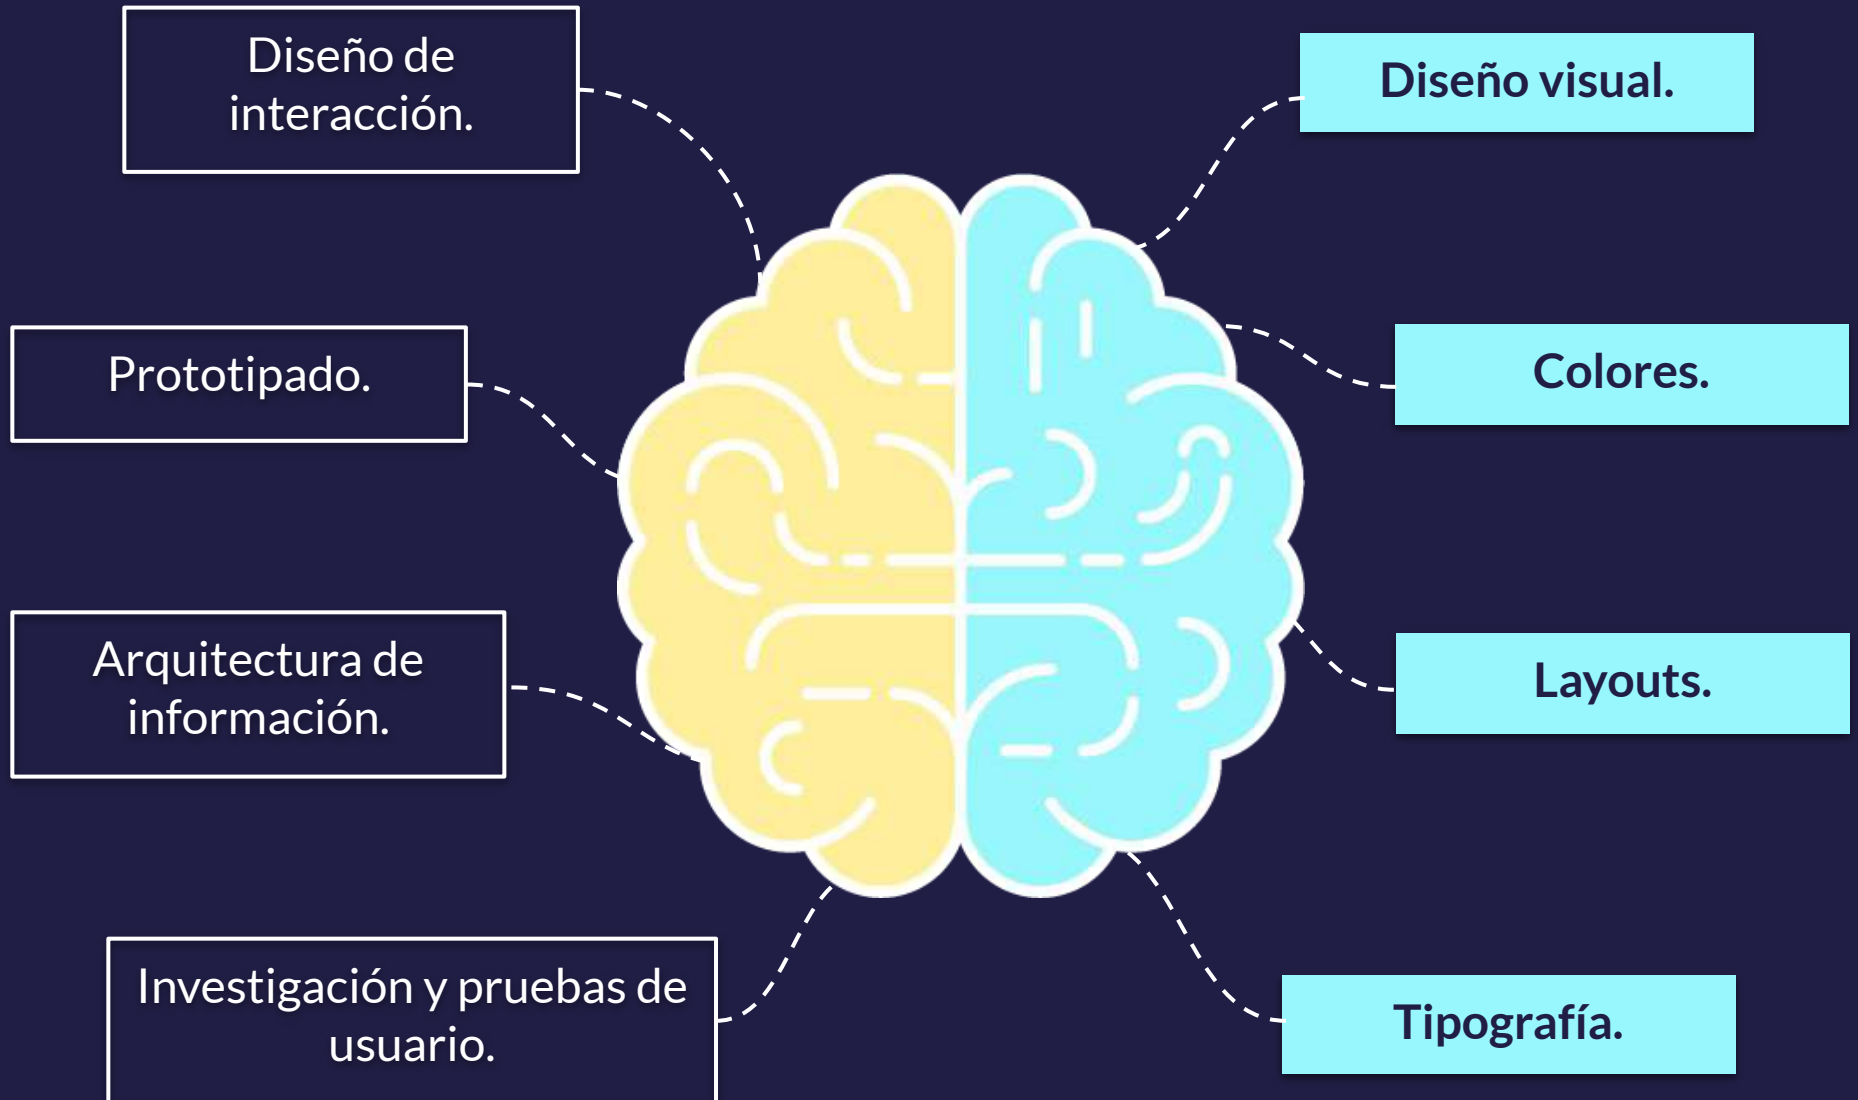 Diseño de
interacción.
Prototipado.
Arquitectura de
información.
Investigación y pruebas de
usuario.
Diseño visual.
Colores.
Layouts.
Tipografía.